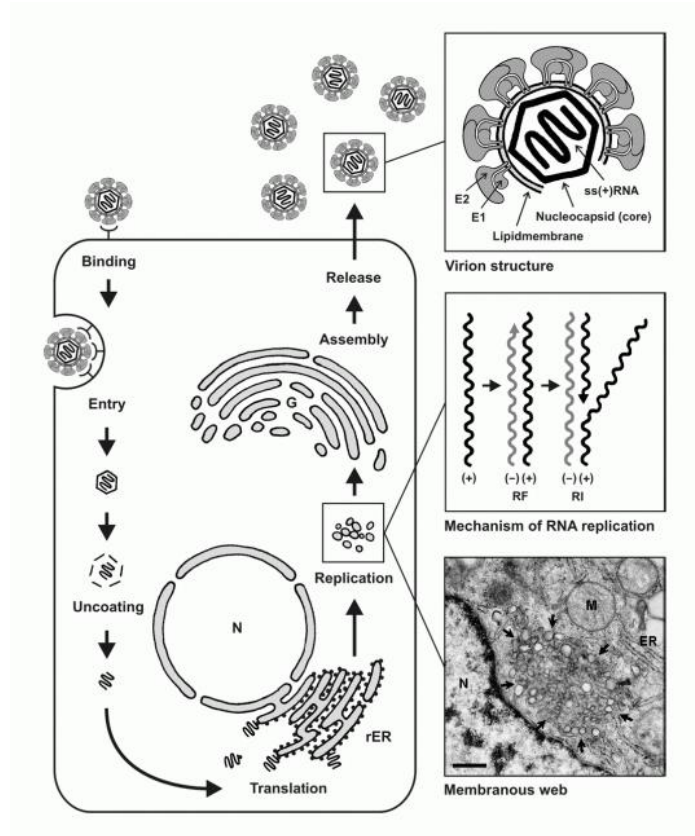 Binding
Entry
Uncoating
Translation
rER
N
Replication
G
Assembly
Release
E2
E1
ss(+)RNA
Nucleocapsid (core)
Lipidmembrane
Virion structure
(+) (−) (+) (−) (+)
RF RI
Mechanism of RNA replication
M
ER
N
Membranous web